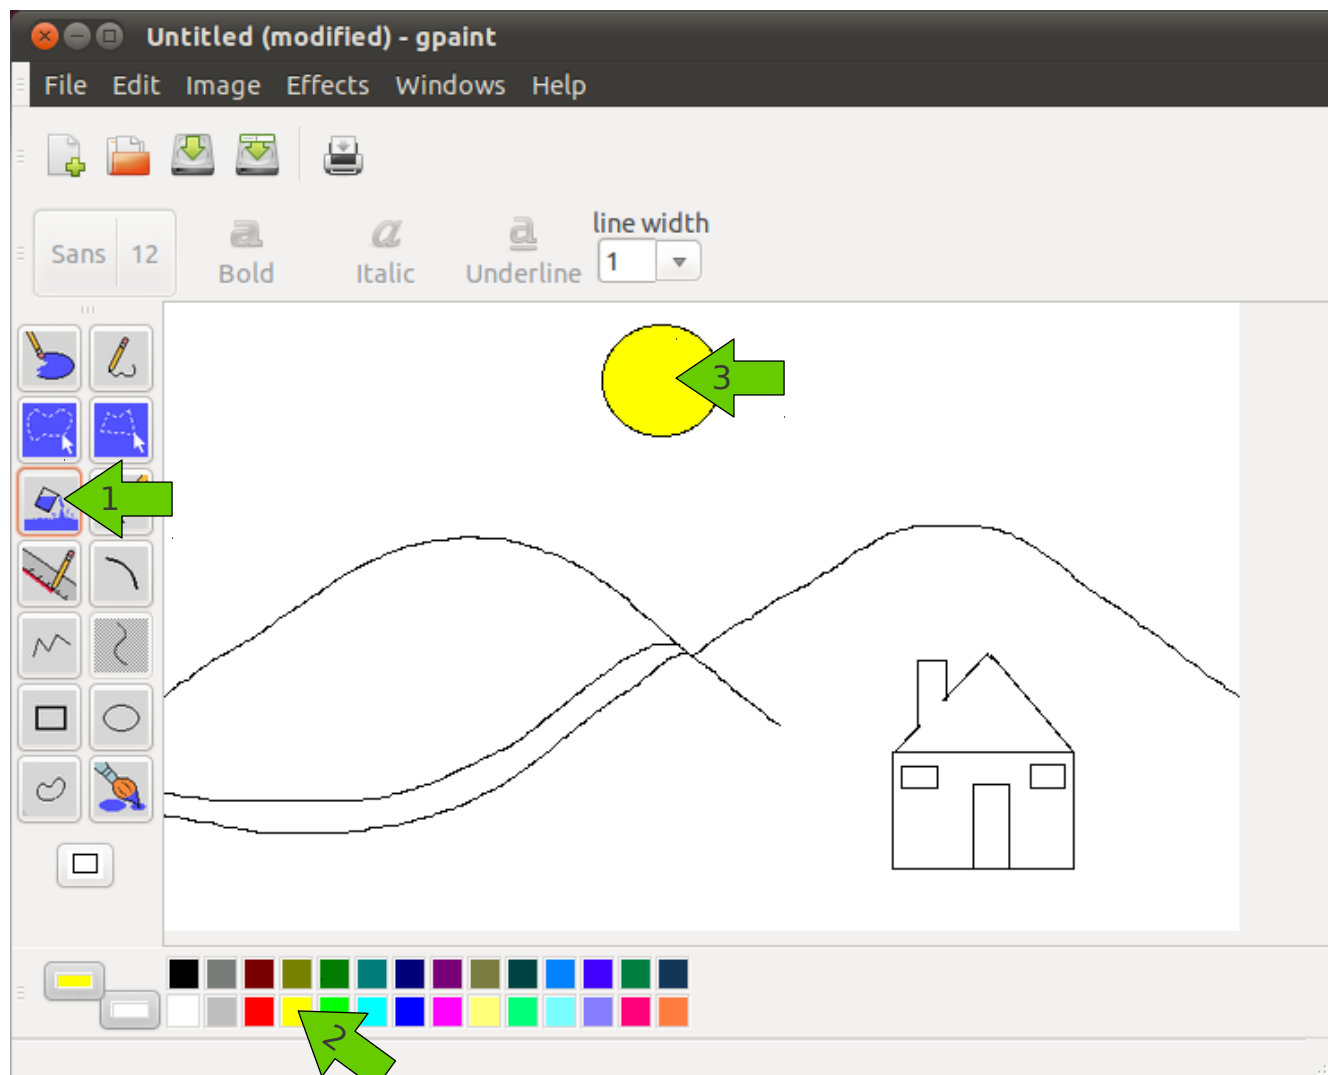 Untitled (modified) - gpaint
File Edit Image Effects Windows Help
line width
Sans 12 1
Bold Italic Underline
3
1
2